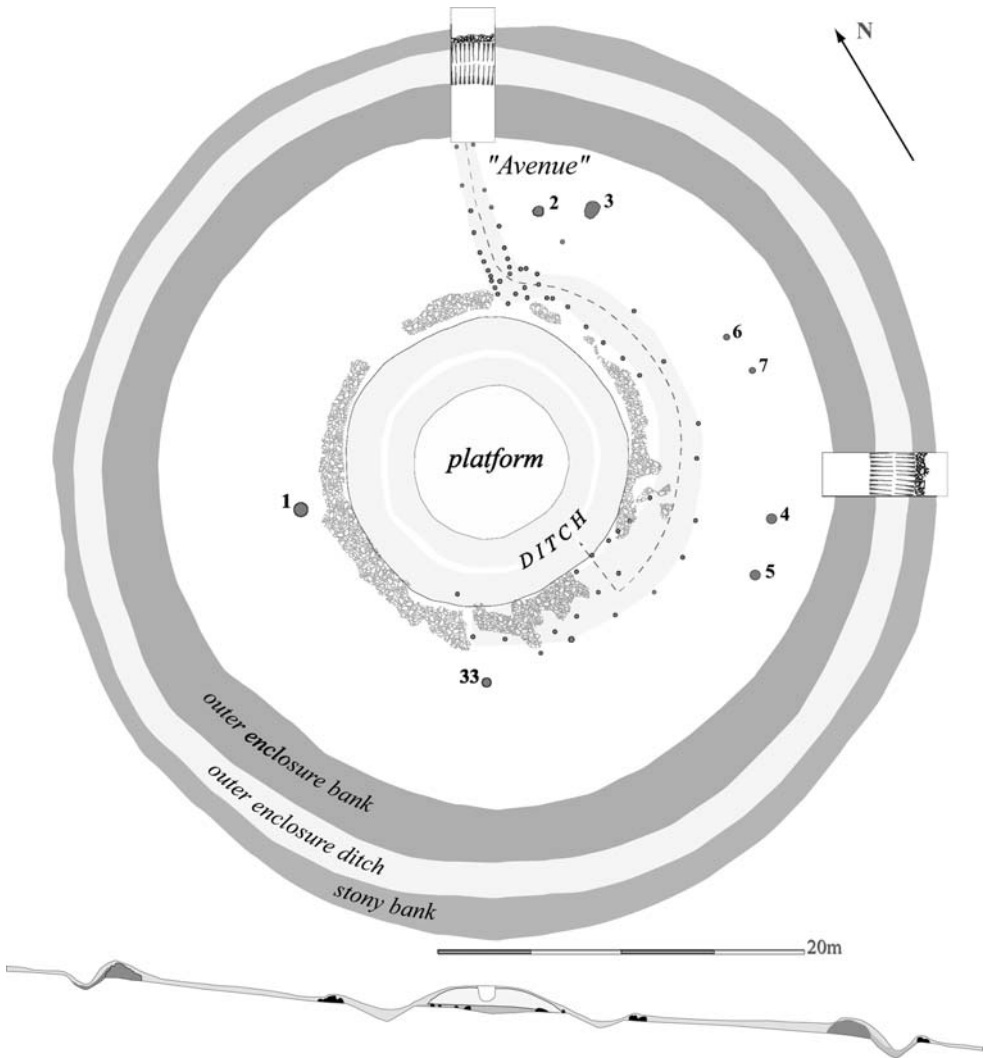 N
"Avenue"
2
3
6
7
platform
1
4
DITCH
5
33
outer enclosure bank
outer enclosure ditch
stony bank
20m